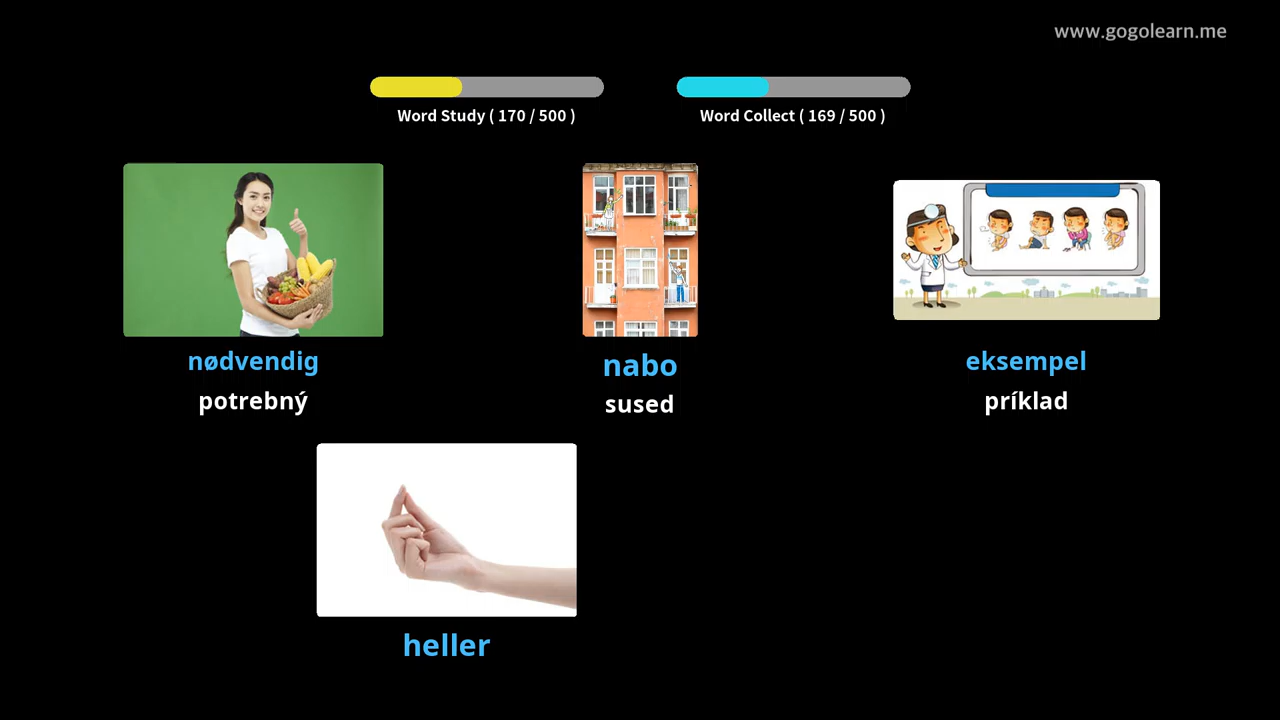 www.gogolearn.me
Word Study ( 170 / 500 )
Word Collect ( 169 / 500 )
nødvendig
potrebný
nabo
sused
eksempel
príklad
heller